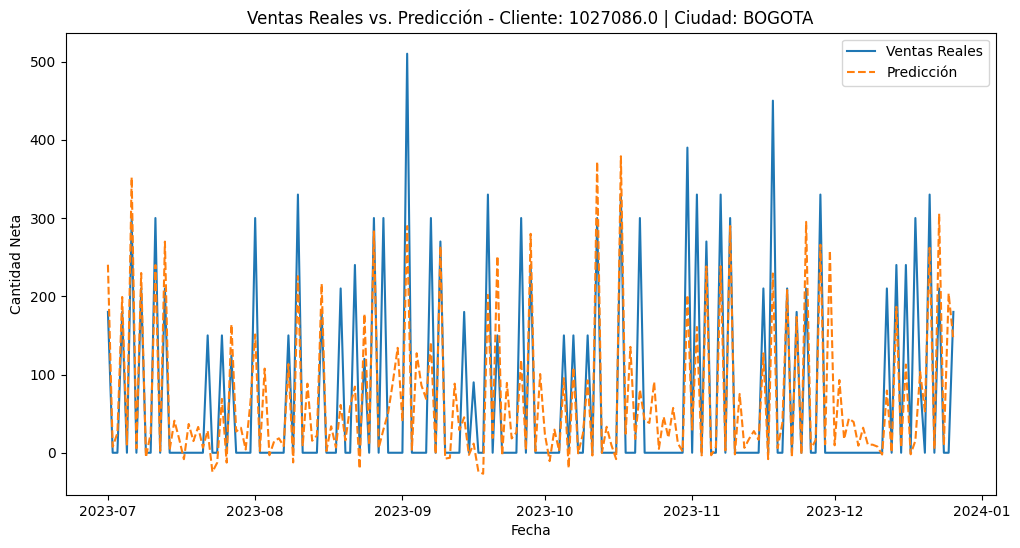 Ventas Reales vs. Predicción - Cliente: 1027086.0 | Ciudad: BOGOTA
Ventas Reales
Predicción
Cantidad Neta
500
400
300
200
100
0
2023-07
2023-08
2023-09
2023-10
2023-11
2023-12
2024-01
Fecha